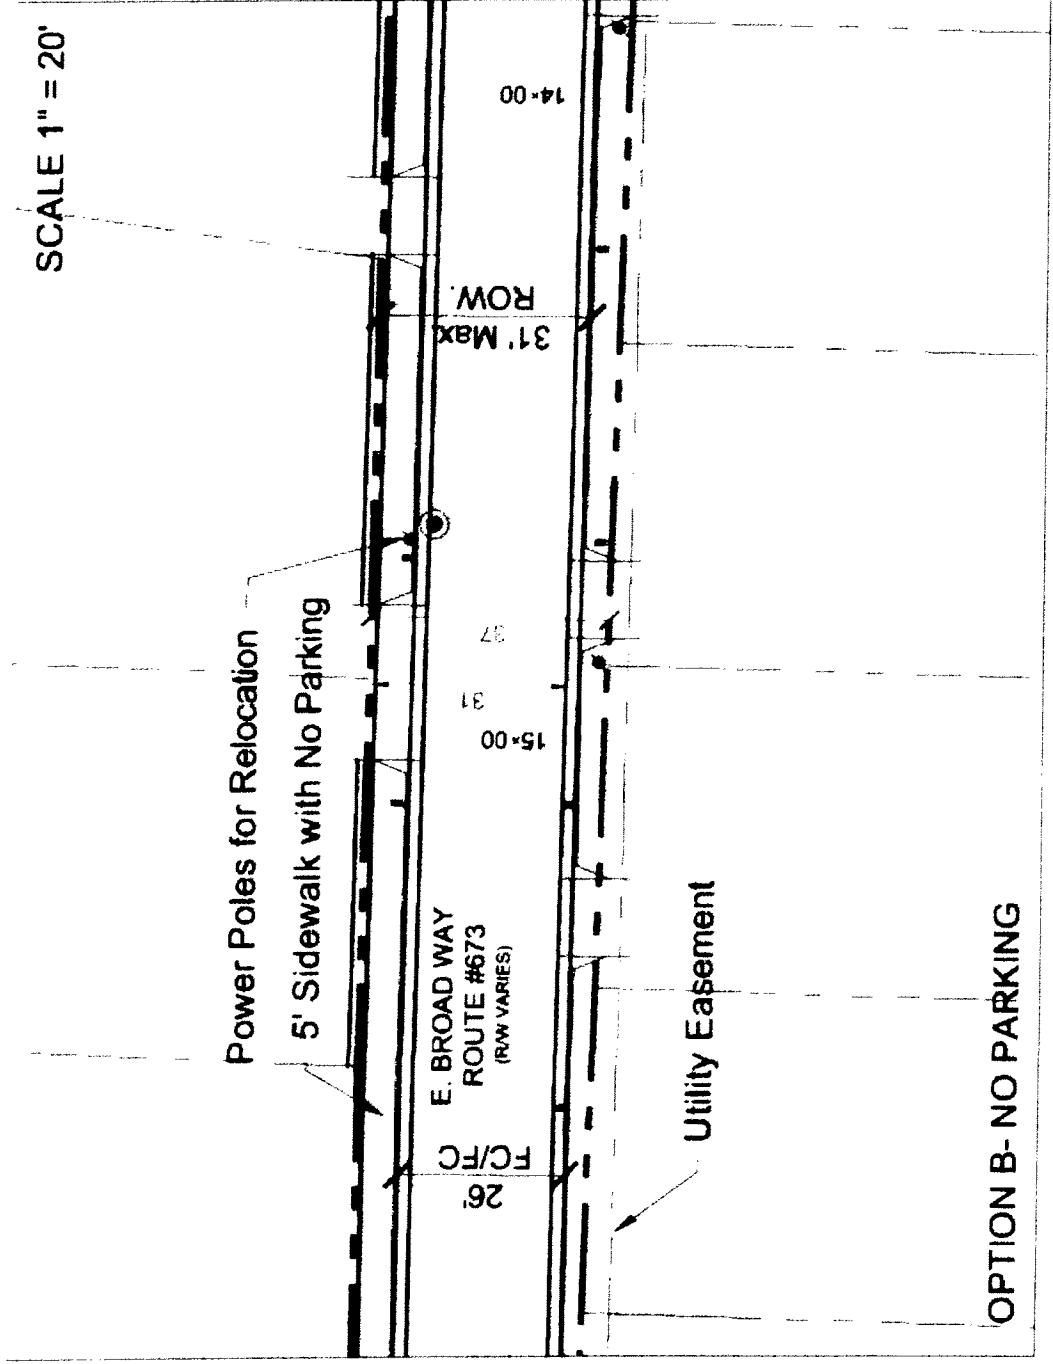 SCALE 1" = 20'
Power Poles for Relocation
5' Sidewalk with No Parking
14+00
31' Max
ROW.
37
31
15+00
E. BROAD WAY
ROUTE #673
(R/W VARIES)
26'
FC/FC
Utility Easement
OPTION B- NO PARKING